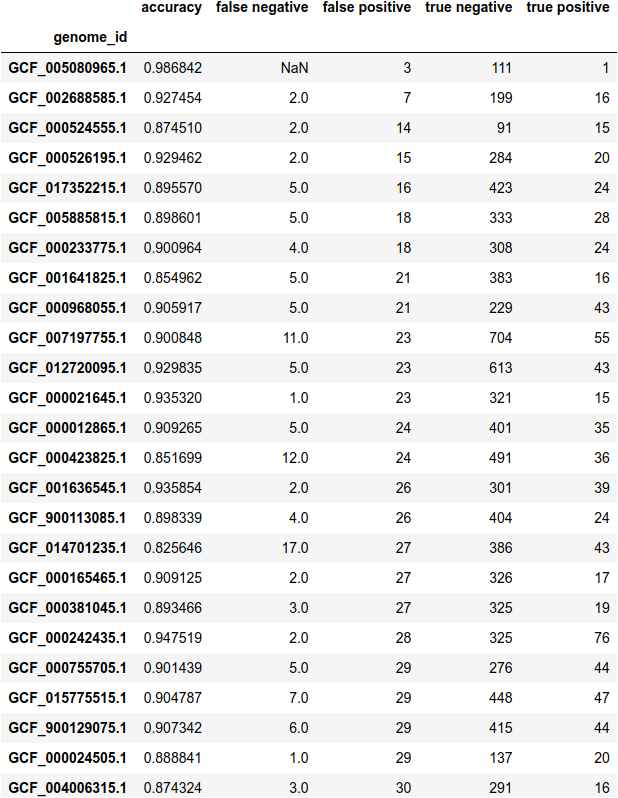 accuracy false negative false positive true negative true positive
genome_id
GCF_005080965.1 0.986842 NaN 3 111 1
GCF_002688585.1 0.927454 2.0 7 199 16
GCF_000524555.1 0.874510 2.0 14 91 15
GCF_000526195.1 0.929462 2.0 15 284 20
GCF_017352215.1 0.895570 5.0 16 423 24
GCF_005885815.1 0.898601 5.0 18 333 28
GCF_000233775.1 0.900964 4.0 18 308 24
GCF_001641825.1 0.854962 5.0 21 383 16
GCF_000968055.1 0.905917 5.0 21 229 43
GCF_007197755.1 0.900848 11.0 23 704 55
GCF_012720095.1 0.929835 5.0 23 613 43
GCF_000021645.1 0.935320 1.0 23 321 15
GCF_000012865.1 0.909265 5.0 24 401 35
GCF_000423825.1 0.851699 12.0 24 491 36
GCF_001636545.1 0.935854 2.0 26 301 39
GCF_900113085.1 0.898339 4.0 26 404 24
GCF_014701235.1 0.825646 17.0 27 386 43
GCF_000165465.1 0.909125 2.0 27 326 17
GCF_000381045.1 0.893466 3.0 27 325 19
GCF_000242435.1 0.947519 2.0 28 325 76
GCF_000755705.1 0.901439 5.0 29 276 44
GCF_015775515.1 0.904787 7.0 29 448 47
GCF_900129075.1 0.907342 6.0 29 415 44
GCF_000024505.1 0.888841 1.0 29 137 20
GCF_004006315.1 0.874324 3.0 30 291 16